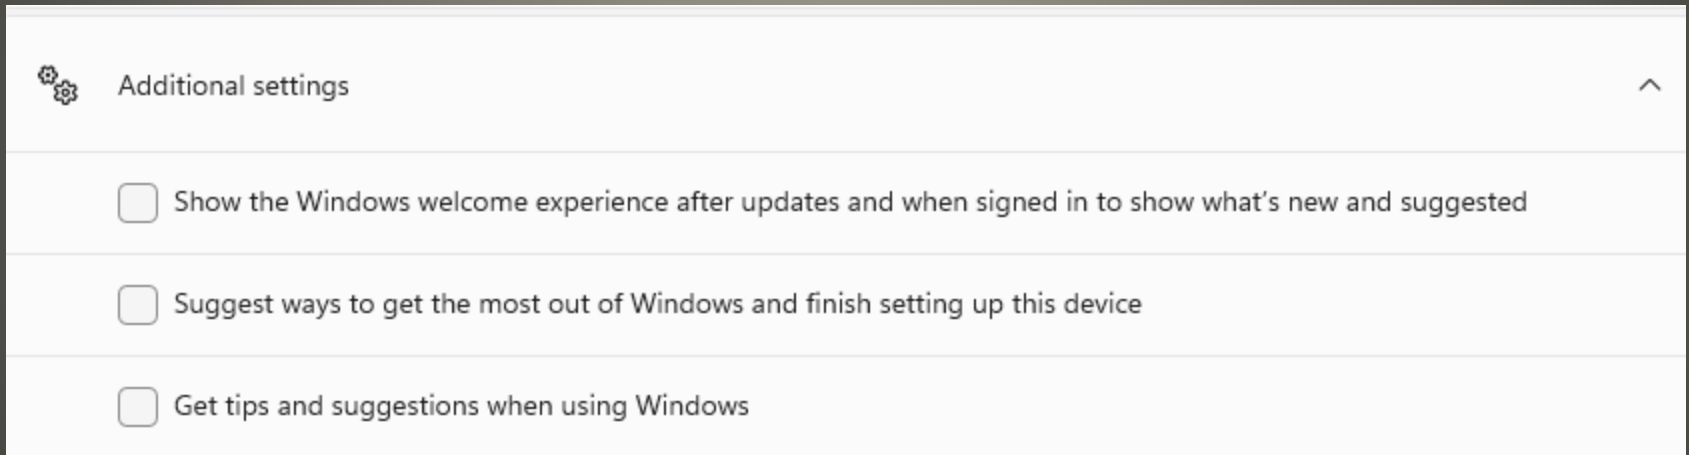 Additional settings
Show the Windows welcome experience after updates and when signed in to show what’s new and suggested
Suggest ways to get the most out of Windows and finish setting up this device
Get tips and suggestions when using Windows